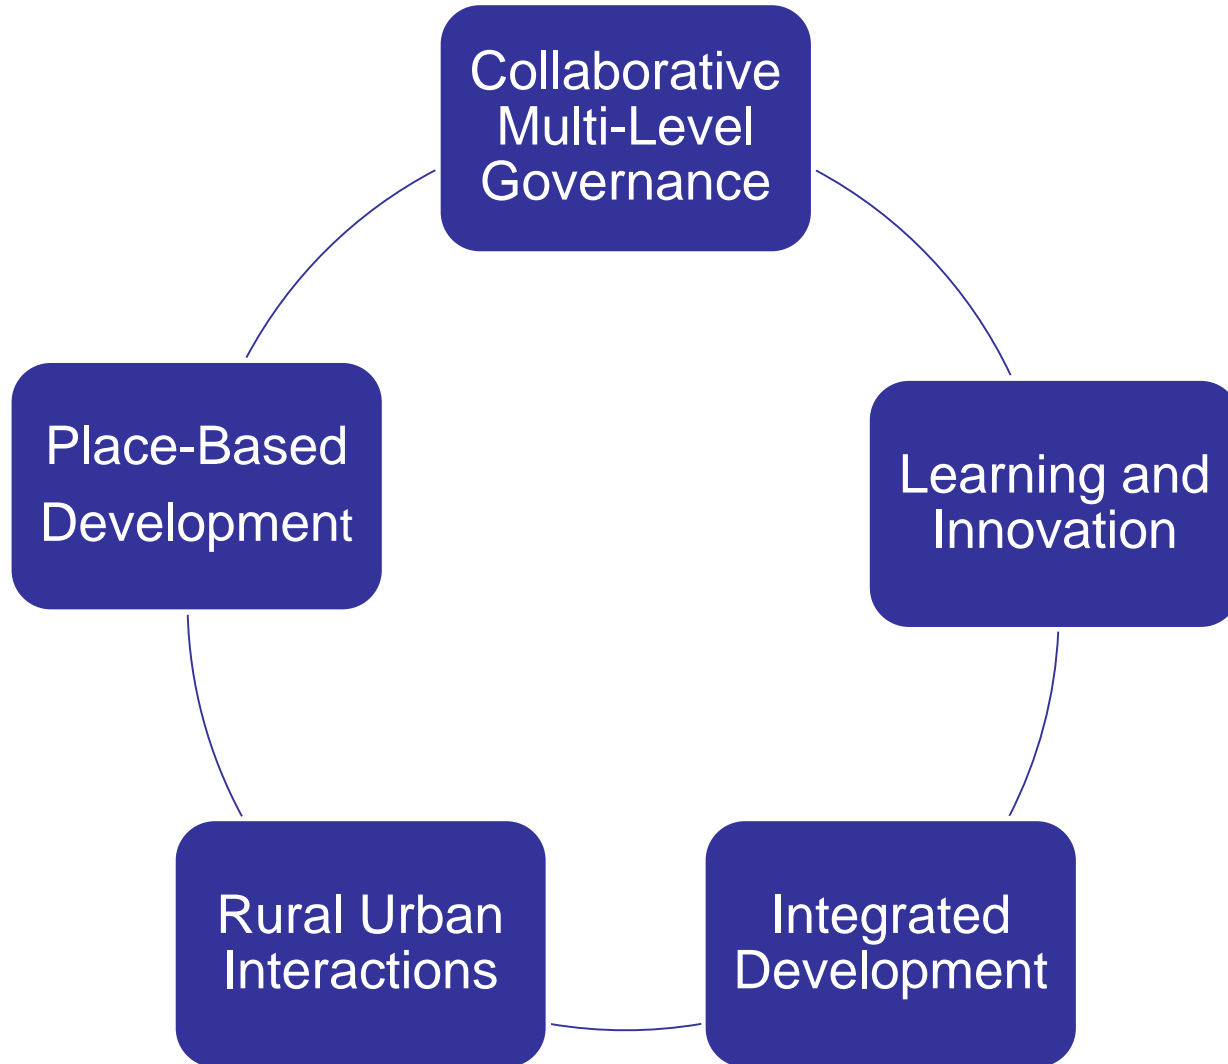 Collaborative
Multi-Level
Governance
Place-Based
Development
Learning and
Innovation
Rural Urban
Interactions
Integrated
Development